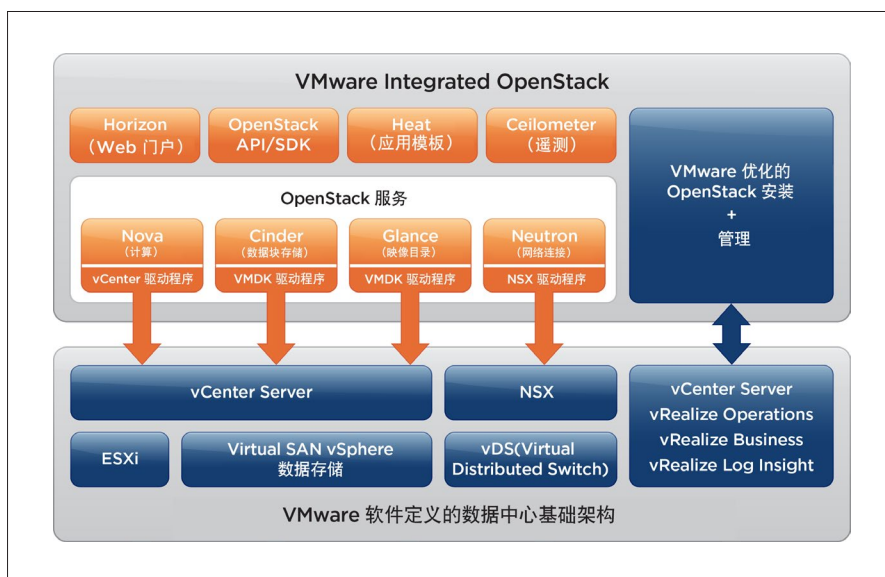 VMware Integrated OpenStack
Horizon
（Web 门户）
OpenStack
API/SDK
Heat
（应用模板）
Ceilometer
（遥测）
VMware 优化的
OpenStack 安装
+
管理
OpenStack 服务
Nova
（计算）
vCenter 驱动程序
Cinder
（数据块存储）
VMDK 驱动程序
Glance
（映像目录）
VMDK 驱动程序
Neutron
（网络连接）
NSX 驱动程序
vCenter Server
NSX
ESXi
Virtual SAN vSphere
数据存储
vDS(Virtual
Distributed Switch)
vCenter Server
vRealize Operations
vRealize Business
vRealize Log Insight
VMware 软件定义的数据中心基础架构